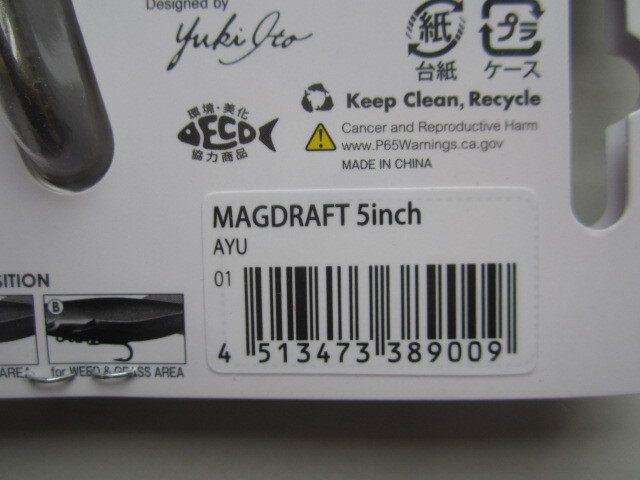 Designed by
Yuki Ito
紙
台紙
プラ
ケース
環境・美化
ECO
協力商品
Keep Clean, Recycle
Cancer and Reproductive Harm
www.P65Warnings.ca.gov
MADE IN CHINA
MAGDRAFT 5inch
AYU
01
4 513473 389009
SITION
B
AREA
for WEED & GRASS AREA